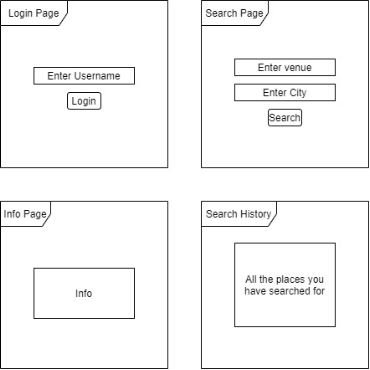 Login Page
Enter Username
Login
Search Page
Enter venue
Enter City
Search
Info Page
Info
Search History
All the places you
have searched for